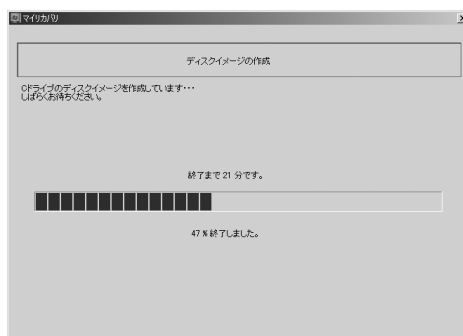 マイリカバリ
ディスクイメージの作成
Cドライブのディスクイメージを作成しています・・・
しばらくお待ちください。
終了まで 21 分です。
47 % 終了しました。